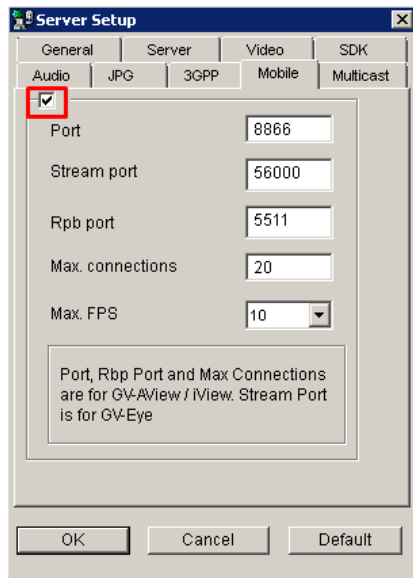 Server Setup
General Server Video SDK
Audio JPG 3GPP Mobile Multicast
Port 8866
Stream port 56000
Rpb port 5511
Max. connections 20
Max. FPS 10
Port, Rbp Port and Max Connections
are for GV-AView / iView. Stream Port
is for GV-Eye
OK Cancel Default